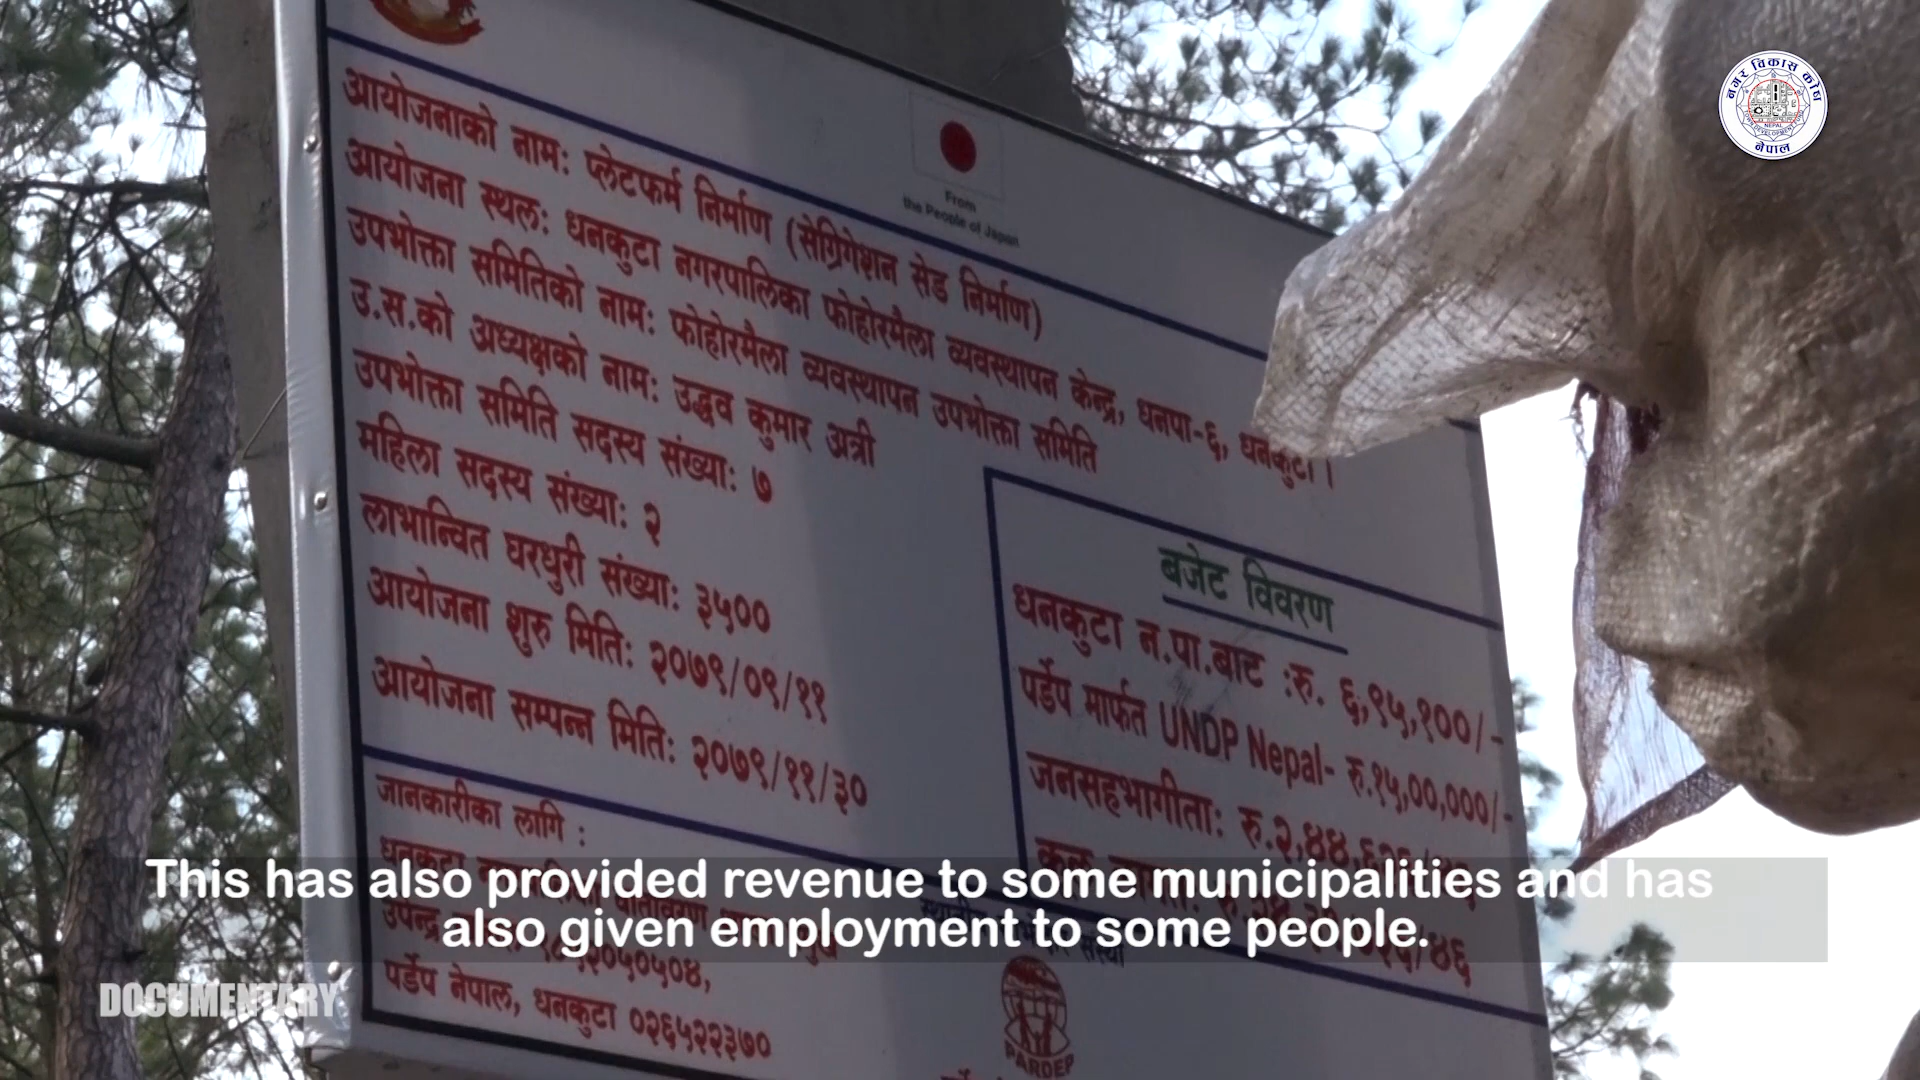 नगर विकास कोष
NEPAL
नेपाल
From
the People of Japan
आयोजनाको नाम: प्लेटफर्म निर्माण (सेग्रिगेशन सेड निर्माण)
आयोजना स्थल: धनकुटा नगरपालिका फोहोरमैला व्यवस्थापन केन्द्र, धनपा-६, धनकुटा ।
उपभोक्ता समितिको नाम: फोहोरमैला व्यवस्थापन उपभोक्ता समिति
उ.स.को अध्यक्षको नाम: उद्धव कुमार अत्री
उपभोक्ता समिति सदस्य संख्या: ७
महिला सदस्य संख्या: २
लाभान्वित घरधुरी संख्या: ३५००
आयोजना शुरु मिति: २०७९/०९/११
आयोजना सम्पन्न मिति: २०७९/११/३०
बजेट विवरण
धनकुटा न.पा.बाट :रु. ६,९५,१००/-
पर्डेप मार्फत UNDP Nepal- रु.१५,००,०००/-
जनसहभागीता: रु.२,४४,
कुल
जानकारीका लागि :
धनकुटा
This has also provided revenue to some municipalities and has
also given employment to some people.
पर्डेप नेपाल, धनकुटा ०२६५२२३७०
DOCUMENTARY
PARDEP